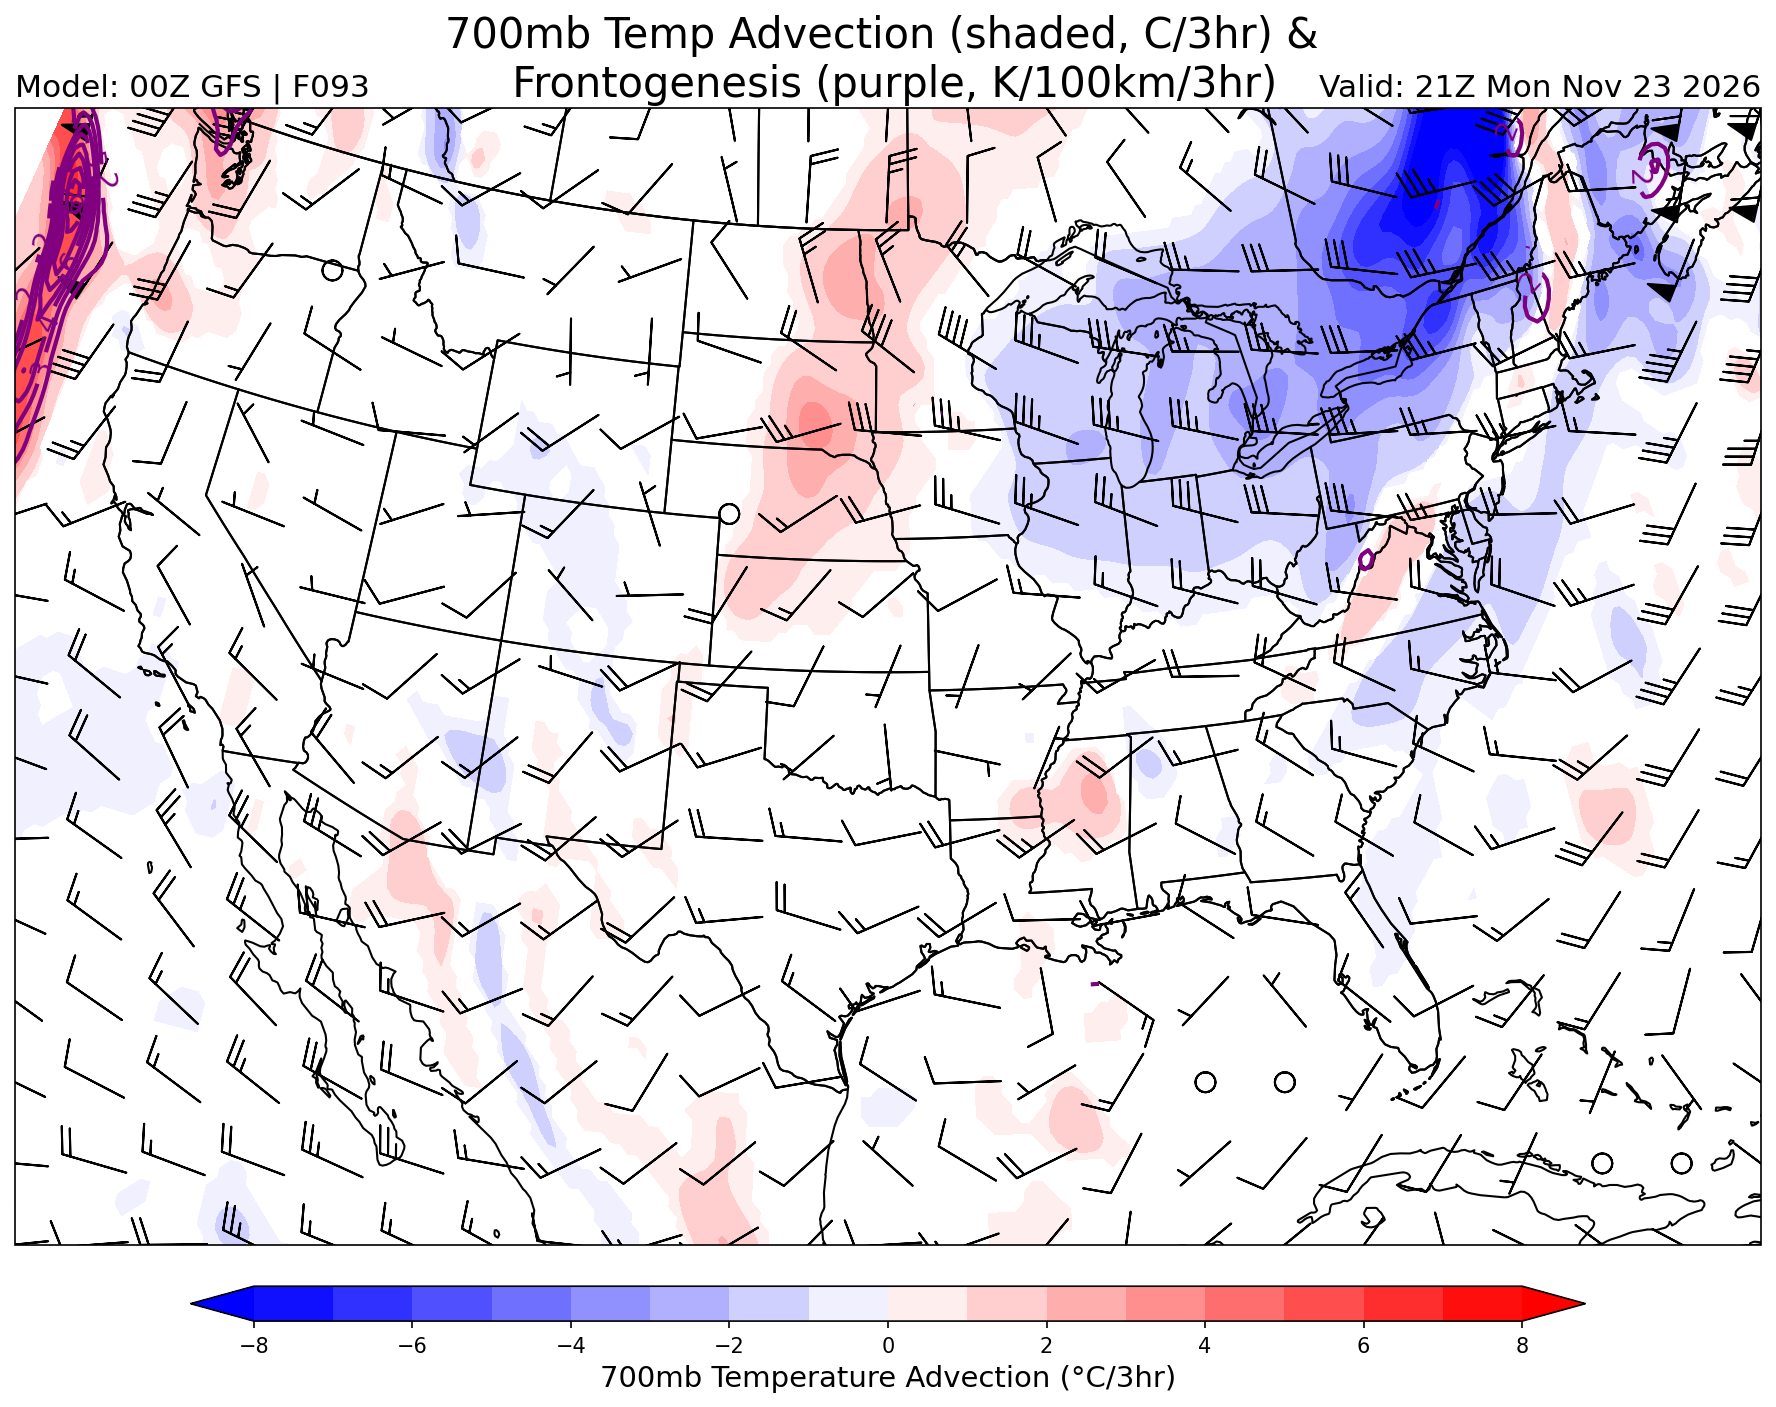 700mb Temp Advection (shaded, C/3hr) &
Frontogenesis (purple, K/100km/3hr)
Model: 00Z GFS | F093
Valid: 21Z Mon Nov 23 2026
−8 −6 −4 −2 0 2 4 6 8
700mb Temperature Advection (°C/3hr)